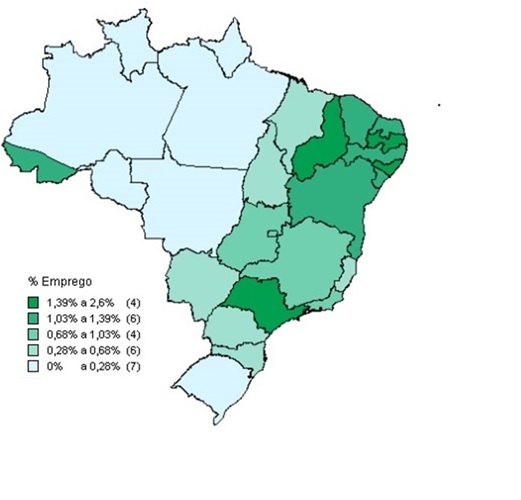 % Emprego
1,39% a 2,6% (4)
1,03% a 1,39% (6)
0,68% a 1,03% (4)
0,28% a 0,68% (6)
0% a 0,28% (7)